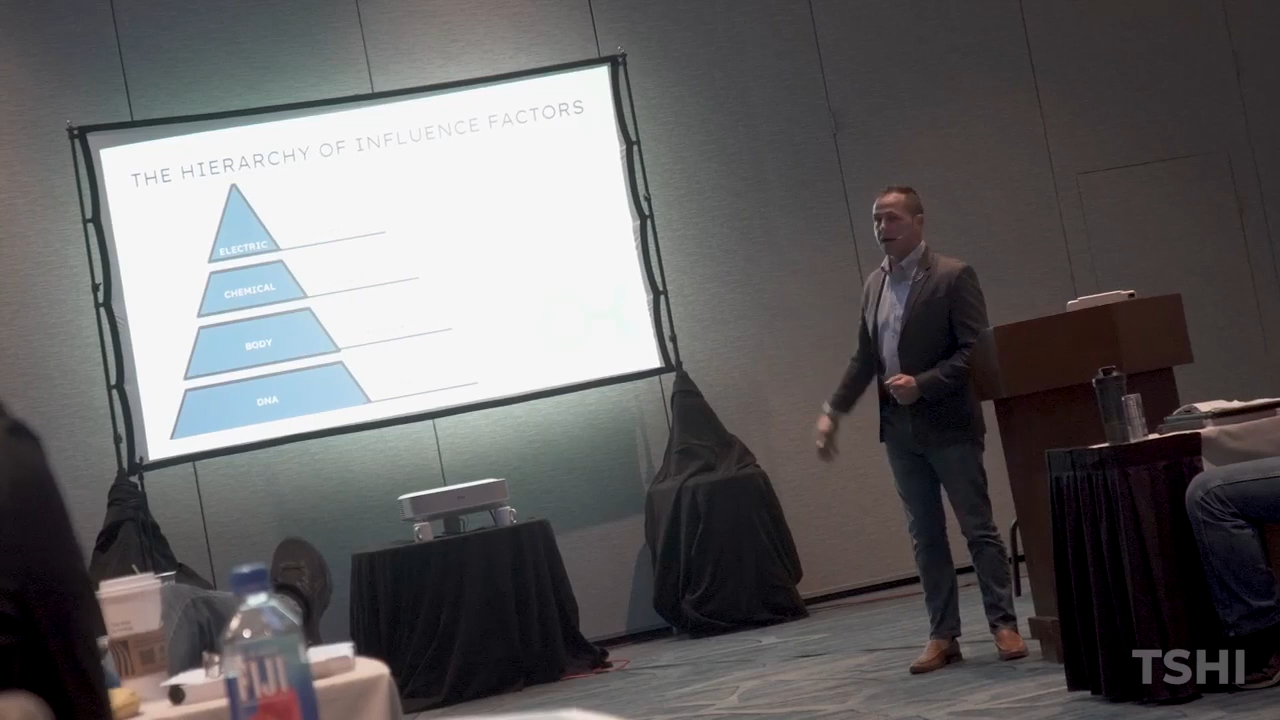 THE HIERARCHY OF INFLUENCE FACTORS
ELECTRIC
CHEMICAL
BODY
DNA
FIJI
TSHI